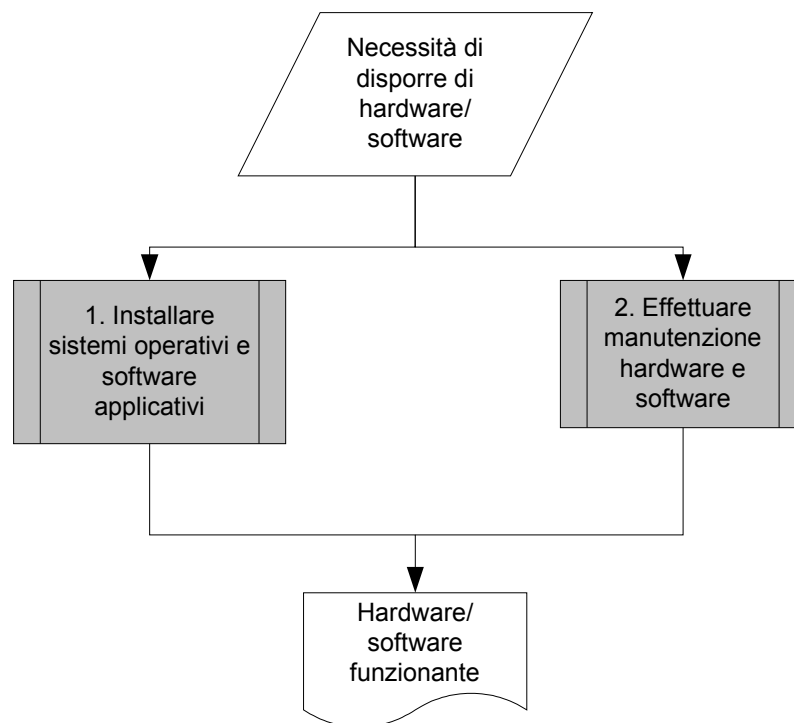 Necessità di
disporre di
hardware/
software
1. Installare
sistemi operativi e
software
applicativi
2. Effettuare
manutenzione
hardware e
software
Hardware/
software
funzionante